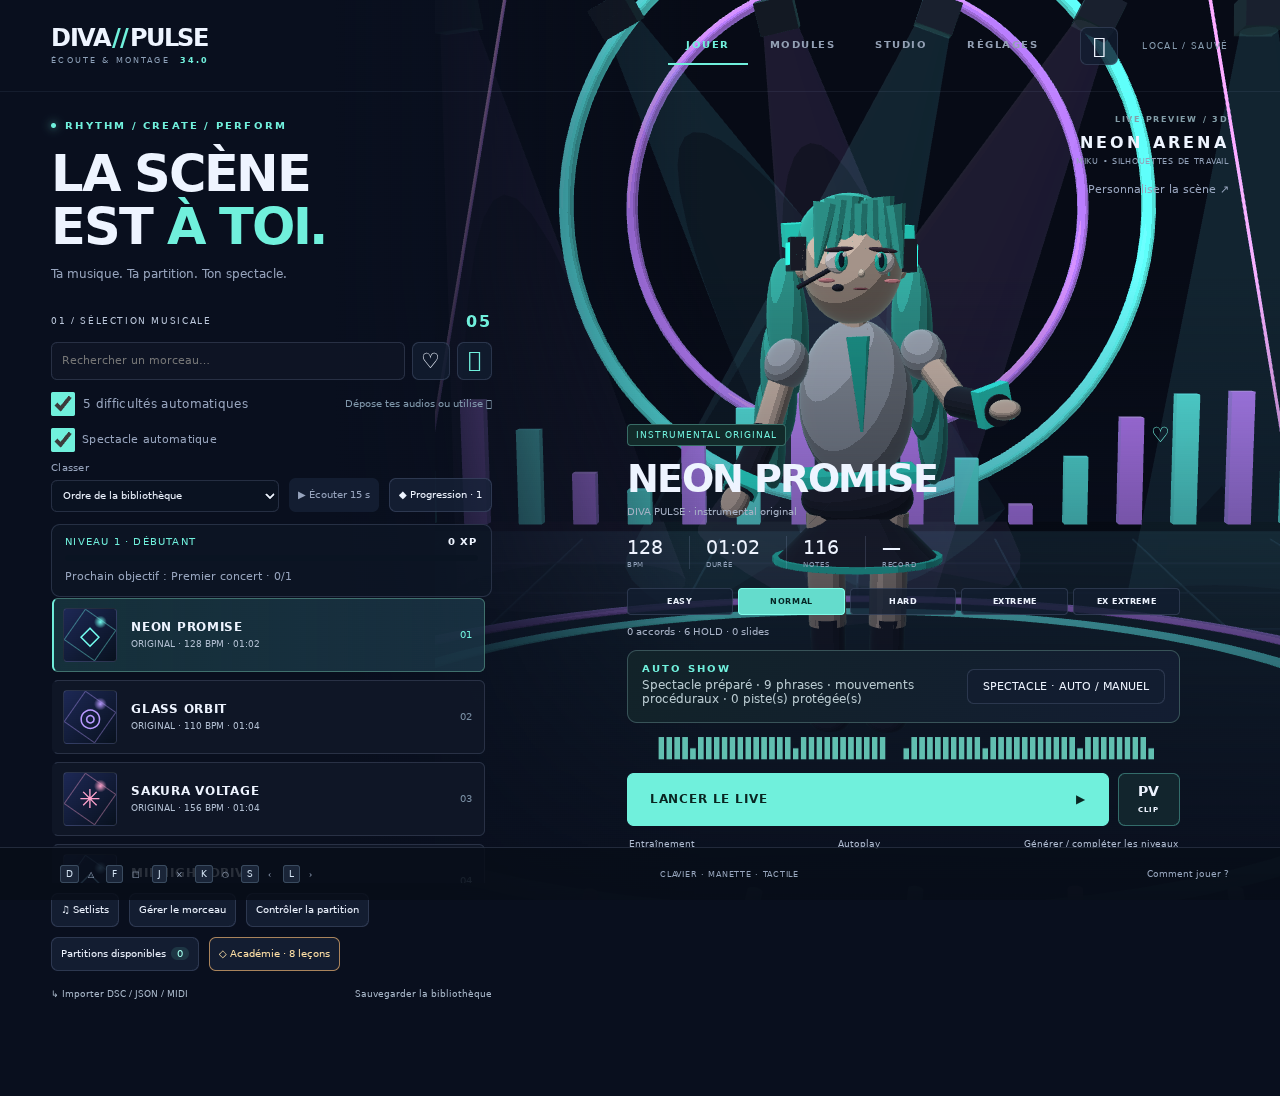 DIVA//PULSE
ÉCOUTE & MONTAGE 34.0
JOUER
MODULES
STUDIO
RÉGLAGES
LOCAL / SAUVÉ
RHYTHM / CREATE / PERFORM
LA SCÈNE
EST À TOI.
Ta musique. Ta partition. Ton spectacle.
LIVE PREVIEW / 3D
NEON ARENA
SILHOUETTES DE TRAVAIL
Personnaliser la scène ↗
01 / SÉLECTION MUSICALE
05
Rechercher un morceau...
♡
5 difficultés automatiques
Dépose tes audios ou utilise
Spectacle automatique
Classer
Ordre de la bibliothèque
▶ Écouter 15 s
◆ Progression · 1
NIVEAU 1 · DÉBUTANT
0 XP
Prochain objectif : Premier concert · 0/1
NEON PROMISE
ORIGINAL · 128 BPM · 01:02
01
GLASS ORBIT
ORIGINAL · 110 BPM · 01:04
02
SAKURA VOLTAGE
ORIGINAL · 156 BPM · 01:04
03
INSTRUMENTAL ORIGINAL
♡
NEON PROMISE
DIVA PULSE · instrumental original
128
BPM
01:02
DURÉE
116
NOTES
—
RECORD
EASY
NORMAL
HARD
EXTREME
EX EXTREME
0 accords · 6 HOLD · 0 slides
AUTO SHOW
Spectacle préparé · 9 phrases · mouvements
procéduraux · 0 piste(s) protégée(s)
SPECTACLE · AUTO / MANUEL
LANCER LE LIVE
▶
PV
CLIP
Entraînement
Autoplay
Générer / compléter les niveaux
D △ F □ J × K ○ S ‹ L ›
CLAVIER · MANETTE · TACTILE
Comment jouer ?
♫ Setlists
Gérer le morceau
Contrôler la partition
Partitions disponibles 0
◇ Académie · 8 leçons
↳ Importer DSC / JSON / MIDI
Sauvegarder la bibliothèque